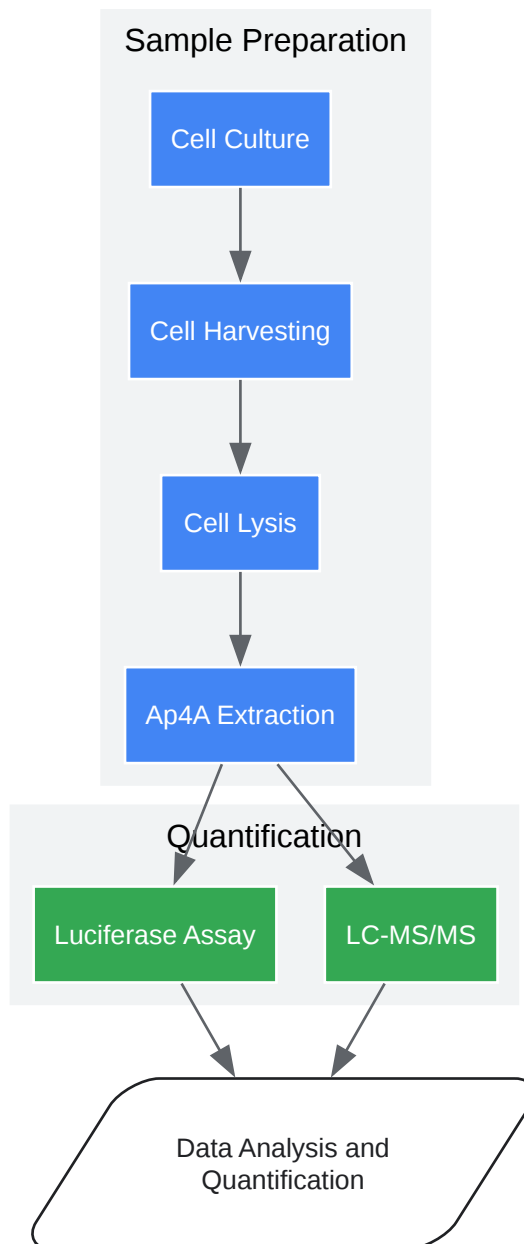 Sample Preparation
Cell Culture
Cell Harvesting
Cell Lysis
Ap4A Extraction
Quantification
Luciferase Assay
LC-MS/MS
Data Analysis and
Quantification